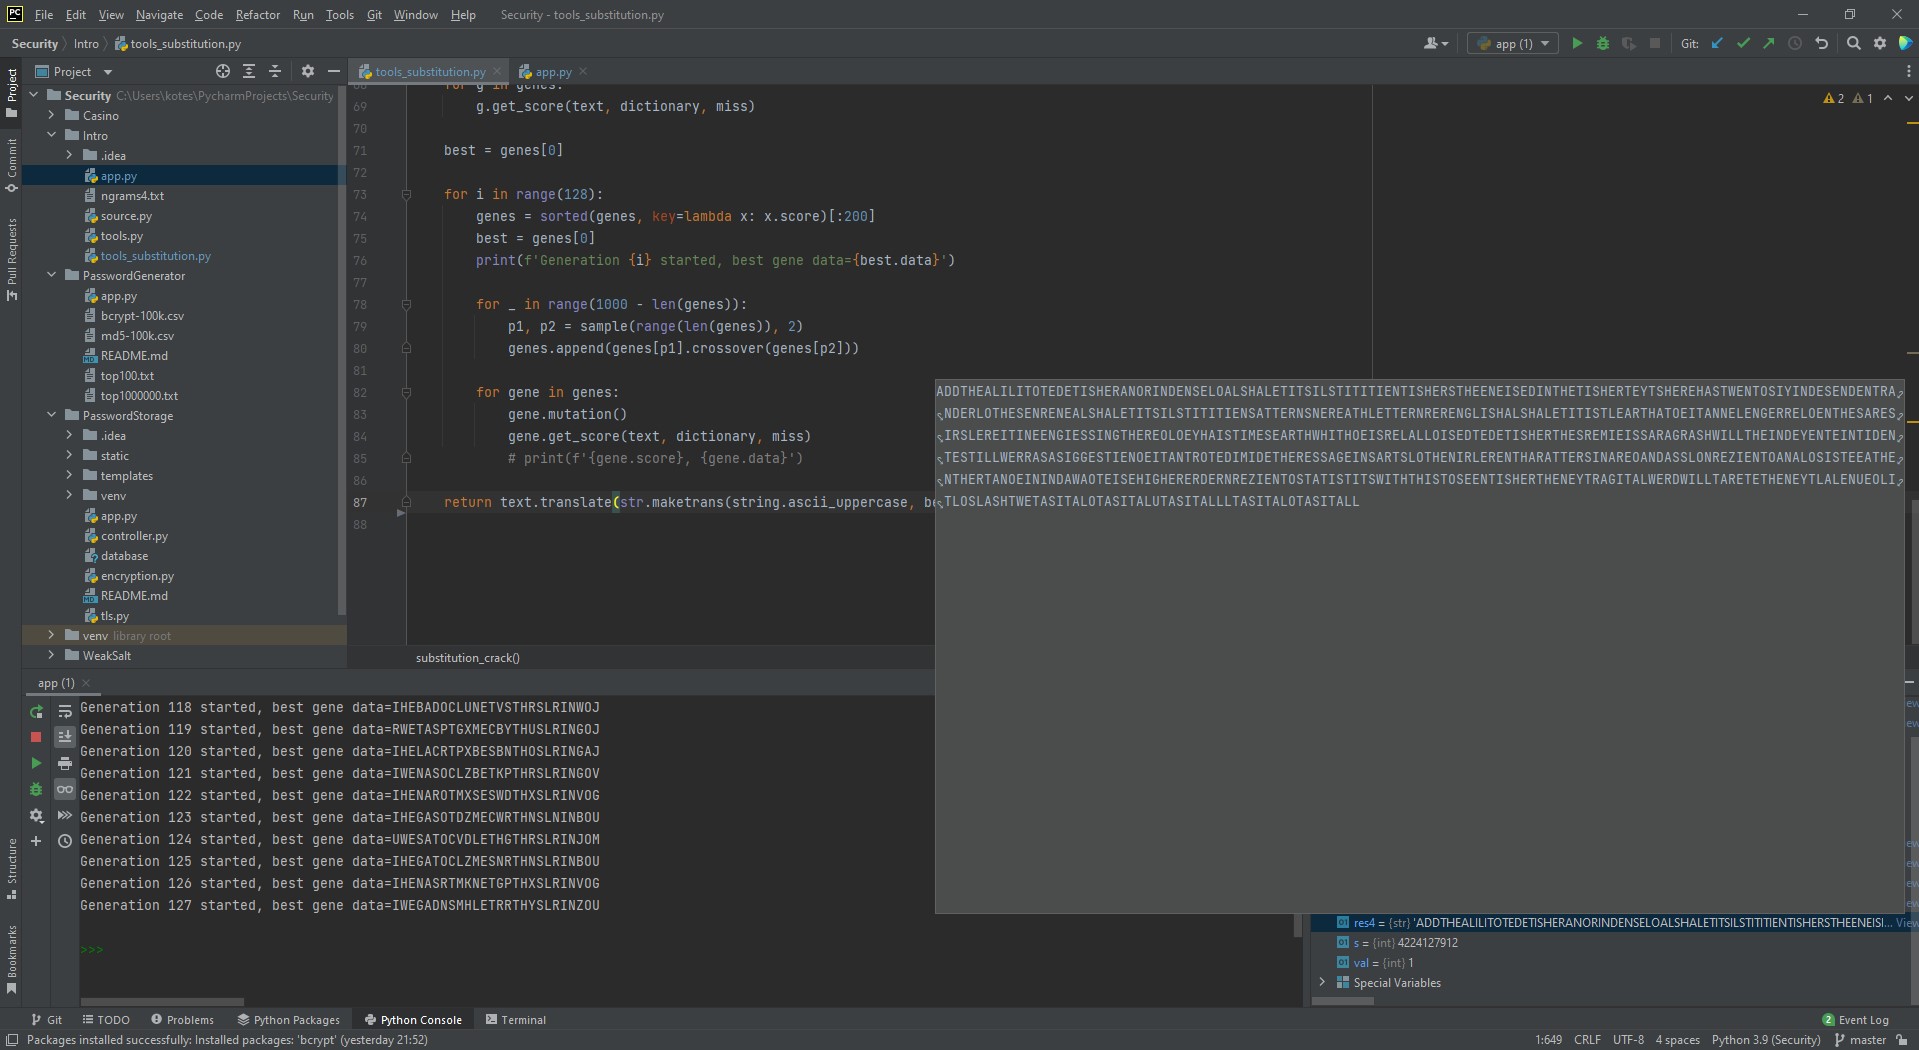 PC File Edit View Navigate Code Refactor Run Tools Git Window Help Security - tools_substitution.py
Security Intro tools_substitution.py app (1) Git:
Project
tools_substitution.py app.py
Security C:\Users\kotes\PycharmProjects\Security
Casino
Intro
.idea
app.py
ngrams4.txt
source.py
tools.py
tools_substitution.py
PasswordGenerator
app.py
bcrypt-100k.csv
md5-100k.csv
README.md
top100.txt
top1000000.txt
PasswordStorage
.idea
static
templates
venv
app.py
controller.py
database
encryption.py
README.md
tls.py
venv library root
WeakSalt
Project
Commit
Pull Requests
Structure
Bookmarks
2 1
68 for g in genes:
69 g.get_score(text, dictionary, miss)
70
71 best = genes[0]
72
73 for i in range(128):
74 genes = sorted(genes, key=lambda x: x.score)[:200]
75 best = genes[0]
76 print(f'Generation {i} started, best gene data={best.data}')
77
78 for _ in range(1000 - len(genes)):
79 p1, p2 = sample(range(len(genes)), 2)
80 genes.append(genes[p1].crossover(genes[p2]))
81
82 for gene in genes:
83 gene.mutation()
84 gene.get_score(text, dictionary, miss)
85 # print(f'{gene.score}, {gene.data}')
86
87 return text.translate(str.maketrans(string.ascii_uppercase, be
88
substitution_crack()
ADDTHEALILITOTEDETISHERANORINDENSELOALSHALETITSILSTITITIENTISHERSTHEENEISEDINTHETISHERTEYTSHEREHASTWENTOSIYINDESENDENTRA
NDERLOTHESENRENEALSHALETITSILSTITITIENSATTERNSNEREATHLETTERNRERENGLISHALSHALETITISTLEARTHATOEITANNELENGERRELOENTHESARES
IRSLEREITINEENGIESSINGTHEREOLOEYHAISTIMESEARTHWHITHOEISRELALLOISEDTEDETISHERTHESREMIEISSARAGRASHWILLTHEINDEYENTEINTIDEN
TESTILLWERRASASIGGESTIENOEITANTROTEDIMIDETHERESSAGEINSARTSLOTHENIRLERENTHARATTERSINAREOANDASSLONREZIENTOANALOSISTEEATHE
NTHERTANOEININDAWOTEISEHIGHERERDERNREZIENTOSTATISTITSWITHTHISTOSEENTISHERTHENEYTRAGITALWERDWILLTARETETHENEYTLALENUEOLI
TLOSLASHTWETASITALOTASITALUTASITALLLTASITALOTASITALL
app (1)
Generation 118 started, best gene data=IHEBADOCLUNETVSTHRSLRINWOJ
Generation 119 started, best gene data=RWETASPTGXMECBYTHUSLRINGOJ
Generation 120 started, best gene data=IHELACRTPXBESBNTHOSLRINGAJ
Generation 121 started, best gene data=IWENASOCLZBETKPTHRSLRINGOV
Generation 122 started, best gene data=IHENAROTMXSESWDTHXSLRINVOG
Generation 123 started, best gene data=IHEGASOTDZMECWRTHNSLNINBOU
Generation 124 started, best gene data=UWESATOCVDLETHGTHRSLRINJOM
Generation 125 started, best gene data=IHEGATOCLZMESNRTHNSLRINBOU
Generation 126 started, best gene data=IHENASRTMKNETGPTHXSLRINVOG
Generation 127 started, best gene data=IWEGADNSMHLETRRTHYSLRINZOU
>>>
res4 = {str} 'ADDTHEALILITOTEDETISHERANORINDENSELOALSHALETITSILSTITITIENTISHERSTHEENEISEI... View
s = {int} 4224127912
val = {int} 1
Special Variables
Git TODO Problems Python Packages Python Console Terminal 2 Event Log
Packages installed successfully: Installed packages: 'bcrypt' (yesterday 21:52) 1:649 CRLF UTF-8 4 spaces Python 3.9 (Security) master